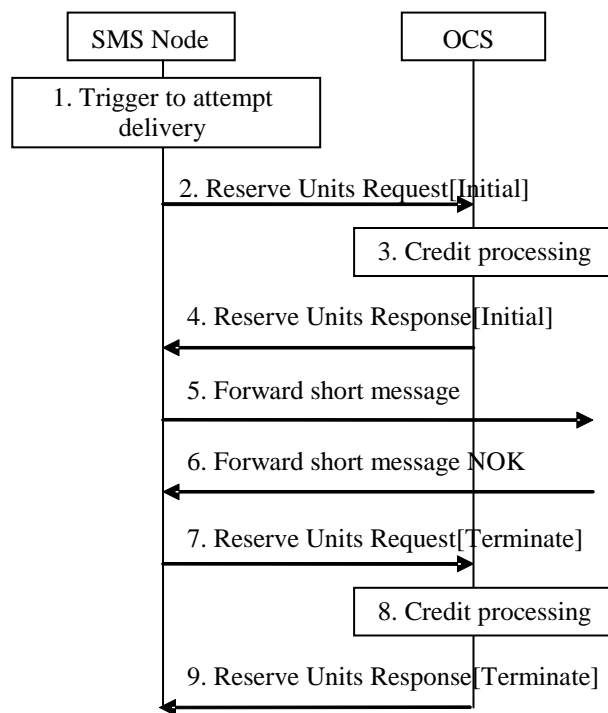 SMS Node
OCS
1. Trigger to attempt
delivery
2. Reserve Units Request[Initial]
3. Credit processing
4. Reserve Units Response[Initial]
5. Forward short message
6. Forward short message NOK
7. Reserve Units Request[Terminate]
8. Credit processing
9. Reserve Units Response[Terminate]